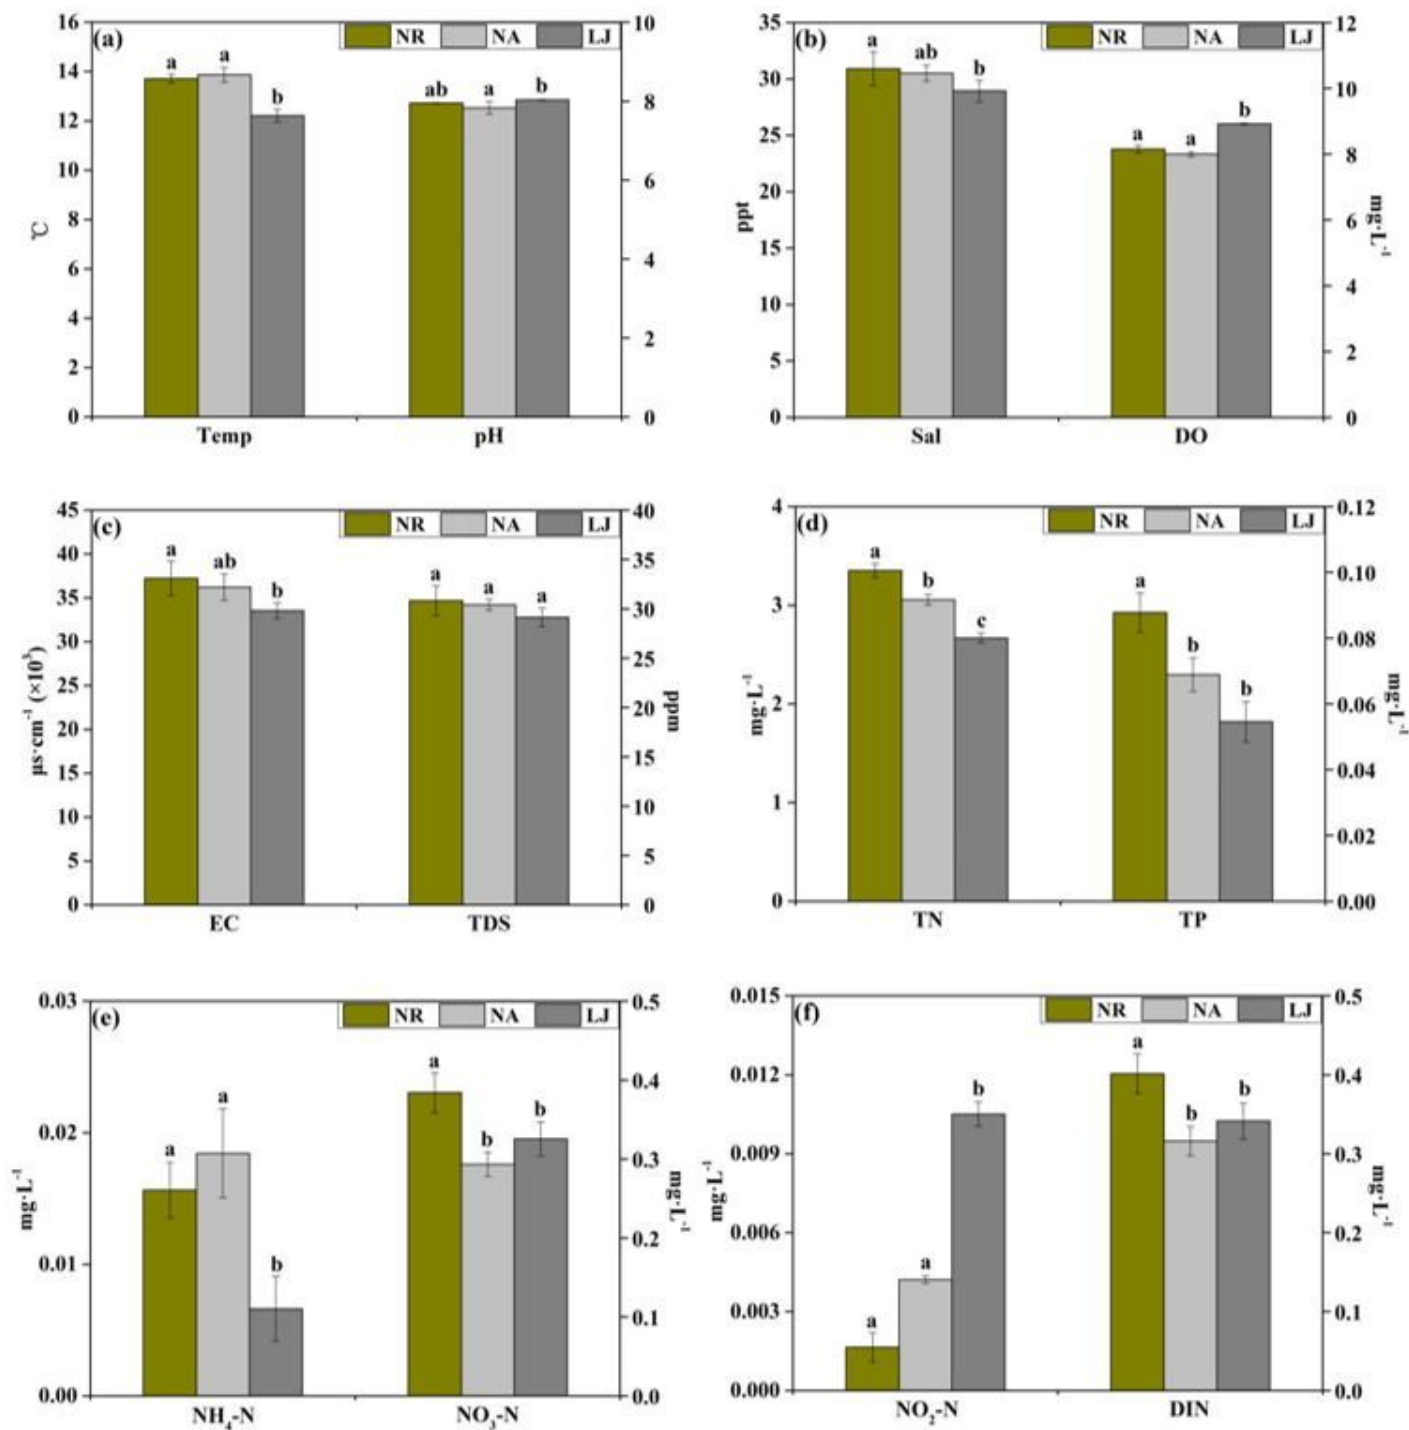 (a) NR NA LJ
16
14
12
10
8
6
4
2
0
℃
a a b
ab a b
10
8
6
4
2
0
Temp pH
(b) NR NA LJ
35
30
25
20
15
10
5
0
ppt
a ab b
a a b
12
10
8
6
4
2
0
mg·L⁻¹
Sal DO
(c) NR NA LJ
45
40
35
30
25
20
15
10
5
0
μs·cm⁻¹ (×10³)
a ab b
a a a
40
35
30
25
20
15
10
5
0
ppm
EC TDS
(d) NR NA LJ
4
3
2
1
0
mg·L⁻¹
a b c
a b b
0.12
0.10
0.08
0.06
0.04
0.02
0.00
mg·L⁻¹
TN TP
(e) NR NA LJ
0.03
0.02
0.01
0.00
mg·L⁻¹
a a b
a b b
0.5
0.4
0.3
0.2
0.1
0.0
mg·L⁻¹
NH₄-N NO₃-N
(f) NR NA LJ
0.015
0.012
0.009
0.006
0.003
0.000
mg·L⁻¹
a a b
a b b
0.5
0.4
0.3
0.2
0.1
0.0
mg·L⁻¹
NO₂-N DIN